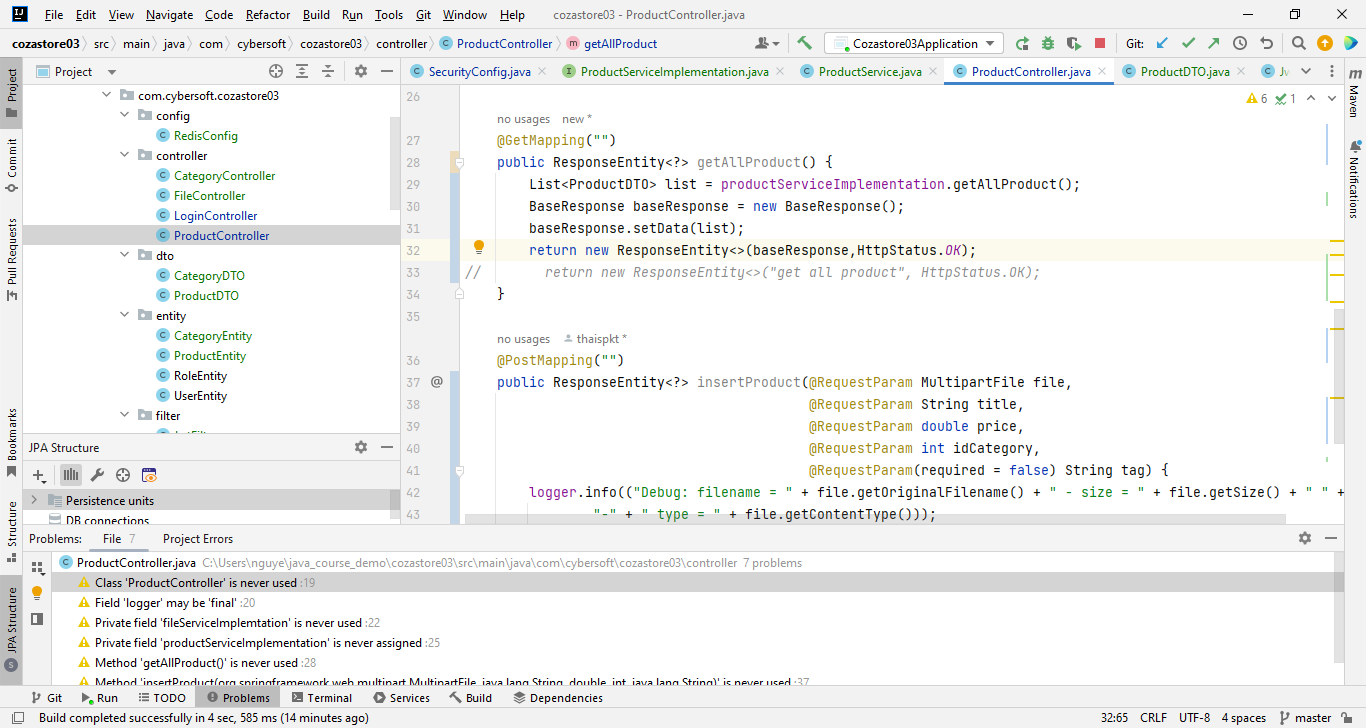 File Edit View Navigate Code Refactor Build Run Tools Git Window Help cozastore03 - ProductController.java
cozastore03 src main java com cybersoft cozastore03 controller ProductController getAllProduct Cozastore03Application Git:
Project SecurityConfig.java ProductServiceImplementation.java ProductService.java ProductController.java ProductDTO.java
Project
Commit
Pull Requests
Bookmarks
Structure
JPA Structure
com.cybersoft.cozastore03
config
RedisConfig
controller
CategoryController
FileController
LoginController
ProductController
dto
CategoryDTO
ProductDTO
entity
CategoryEntity
ProductEntity
RoleEntity
UserEntity
filter
JPA Structure
Persistence units
DB connections
6 1
26
no usages new *
27 @GetMapping("")
28 public ResponseEntity<?> getAllProduct() {
29 List<ProductDTO> list = productServiceImplementation.getAllProduct();
30 BaseResponse baseResponse = new BaseResponse();
31 baseResponse.setData(list);
32 return new ResponseEntity<>(baseResponse,HttpStatus.OK);
33 // return new ResponseEntity<>("get all product", HttpStatus.OK);
34 }
35
no usages thaispkt *
36 @PostMapping("")
37 @ public ResponseEntity<?> insertProduct(@RequestParam MultipartFile file,
38 @RequestParam String title,
39 @RequestParam double price,
40 @RequestParam int idCategory,
41 @RequestParam(required = false) String tag) {
42 logger.info(("Debug: filename = " + file.getOriginalFilename() + " - size = " + file.getSize() + " " +
43 "-" + " type = " + file.getContentType()));
m
Maven
Notifications
Problems: File 7 Project Errors
ProductController.java C:\Users\nguye\java_course_demo\cozastore03\src\main\java\com\cybersoft\cozastore03\controller 7 problems
Class 'ProductController' is never used :19
Field 'logger' may be 'final' :20
Private field 'fileServiceImplemtation' is never used :22
Private field 'productServiceImplementation' is never assigned :25
Method 'getAllProduct()' is never used :28
Method 'insertProduct(org.springframework.web.multipart.MultipartFile, java.lang.String, double, int, java.lang.String)' is never used :37
Git Run TODO Problems Terminal Services Build Dependencies
Build completed successfully in 4 sec, 585 ms (14 minutes ago) 32:65 CRLF UTF-8 4 spaces master